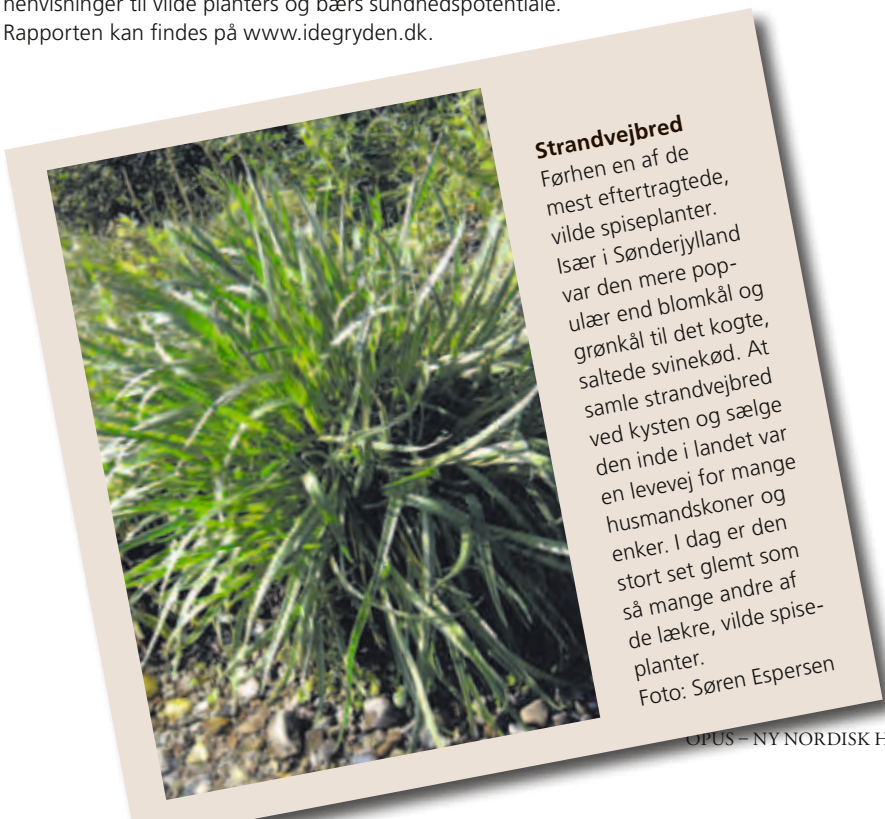 henvisninger til vilde planters og bærs sundhedspotentiale.
Rapporten kan findes på www.idegryden.dk.
Strandvejbred
Førhen en af de
mest eftertragtede,
vilde spiseplanter.
Især i Sønderjylland
var den mere pop-
ulær end blomkål og
grønkål til det kogte,
saltede svinekød. At
samle strandvejbred
ved kysten og sælge
den inde i landet var
en levevej for mange
husmandskoner og
enker. I dag er den
stort set glemt som
så mange andre af
de lækre, vilde spise-
planter.
Foto: Søren Espersen
OPUS – NY NORDISK H